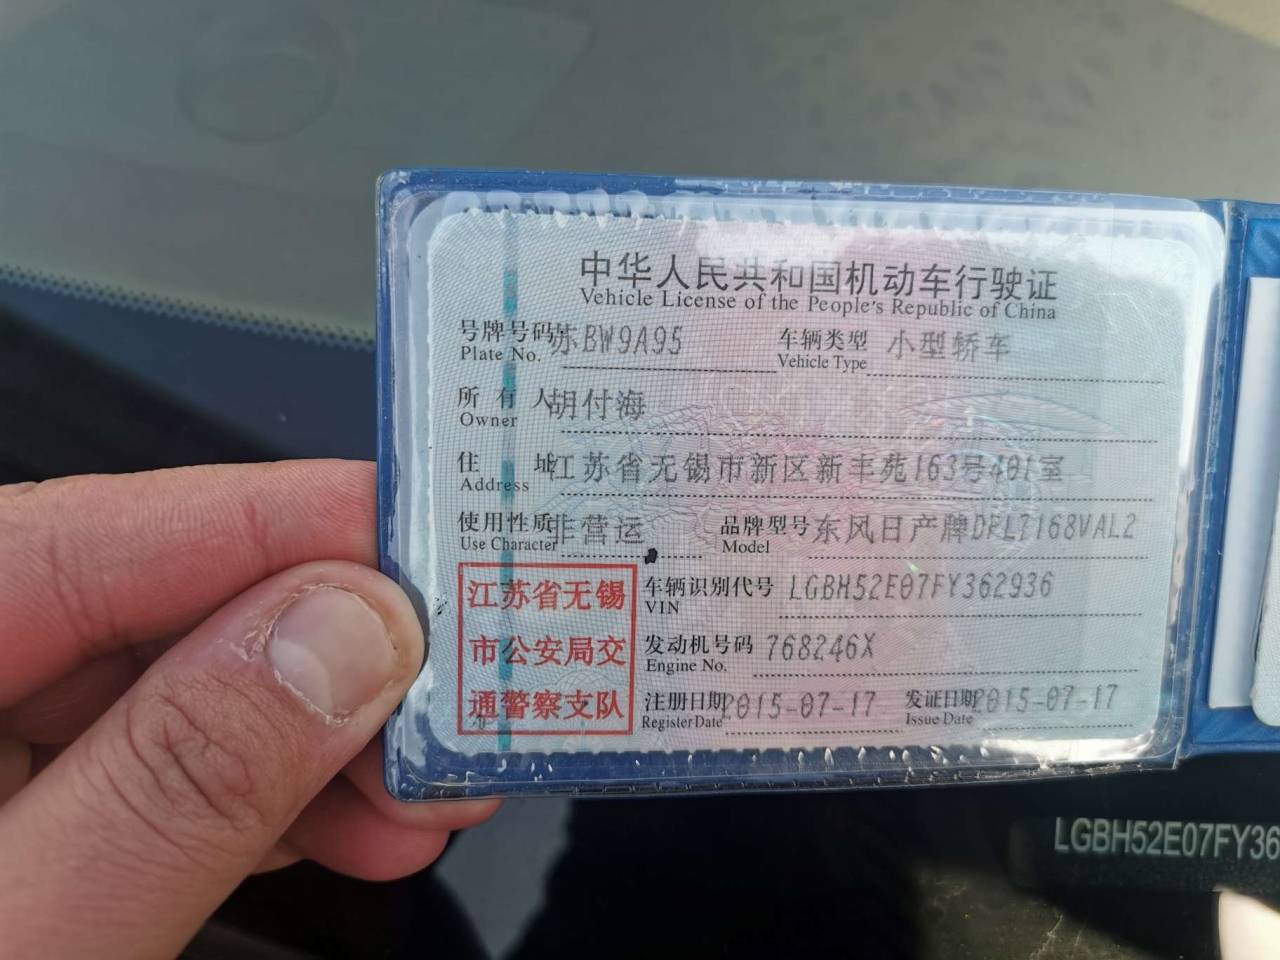 中华人民共和国机动车行驶证
Vehicle License of the People's Republic of China
号牌号码 苏BW9A95 车辆类型 小型轿车
Plate No. Vehicle Type
所有人 胡付海
Owner
住址 江苏省无锡市新区新丰苑163号401室
Address
使用性质 非营运 品牌型号 东风日产牌DFL7168VAL2
Use Character Model
江苏省无锡
市公安局交
通警察支队
车辆识别代号 LGBH52E07FY362936
VIN
发动机号码 768246X
Engine No.
注册日期 2015-07-17 发证日期 2015-07-17
Register Date Issue Date
LGBH52E07FY36